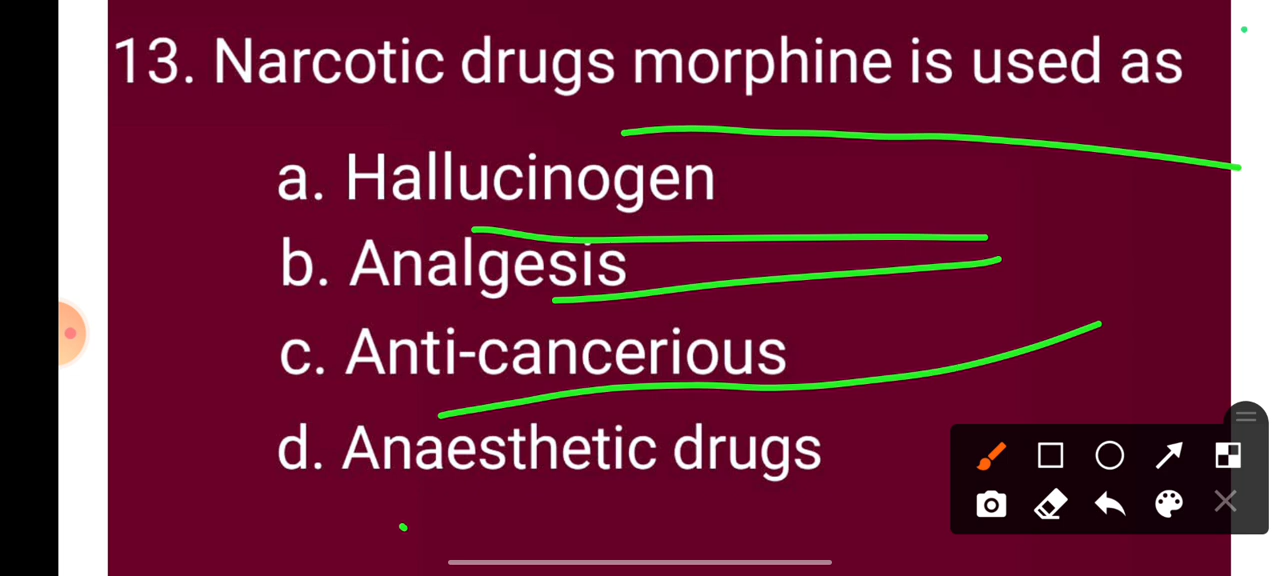 13. Narcotic drugs morphine is used as
a. Hallucinogen
b. Analgesis
c. Anti-cancerious
d. Anaesthetic drugs